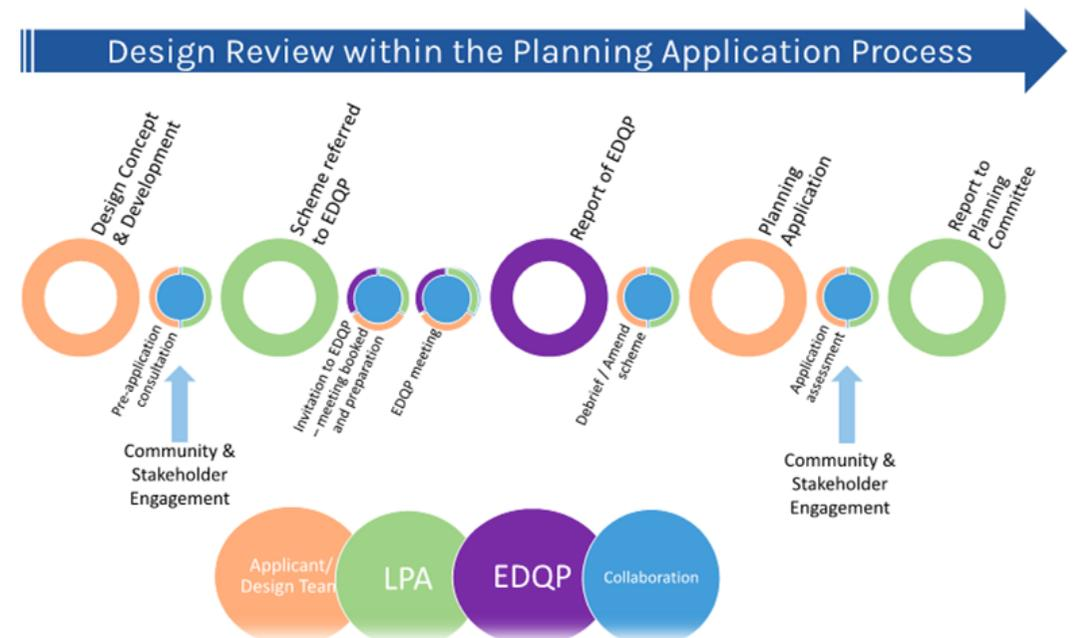 Design Review within the Planning Application Process
Design Concept
& Development
Pre-application
consultation
Community &
Stakeholder
Engagement
Scheme referred
to EDQP
Invitation to EDQP
– meeting booked
and preparation
EDQP meeting
Report of EDQP
Debrief / Amend
scheme
Planning
Application
Application
assessment
Community &
Stakeholder
Engagement
Report to
Planning
Committee
Applicant/
Design Team
LPA
EDQP
Collaboration